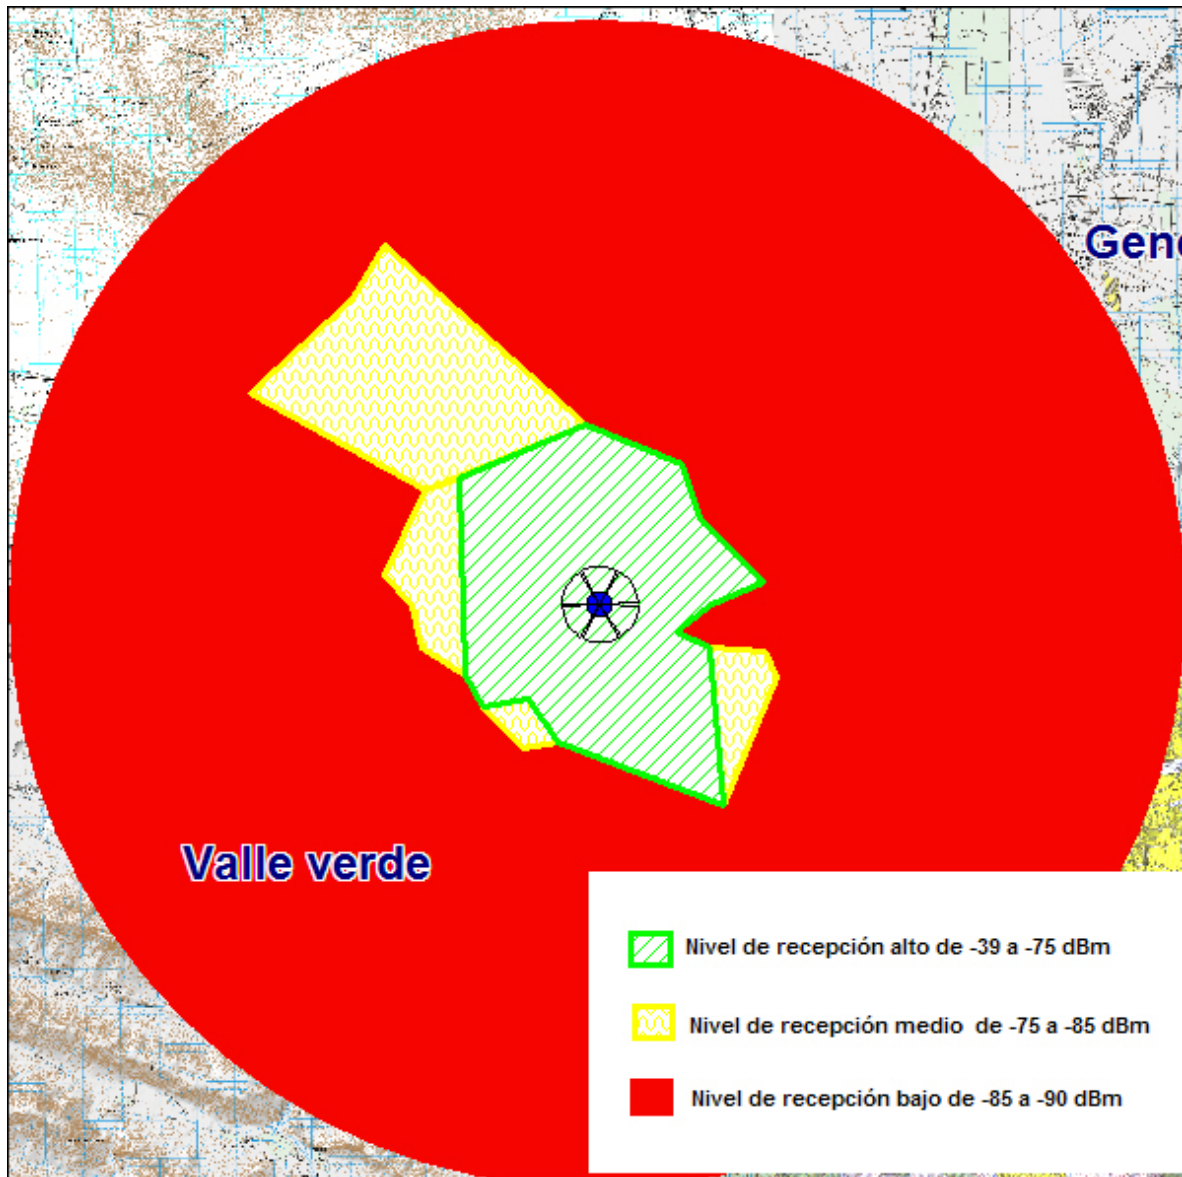 Valle verde
Nivel de recepción alto de -39 a -75 dBm
Nivel de recepción medio de -75 a -85 dBm
Nivel de recepción bajo de -85 a -90 dBm